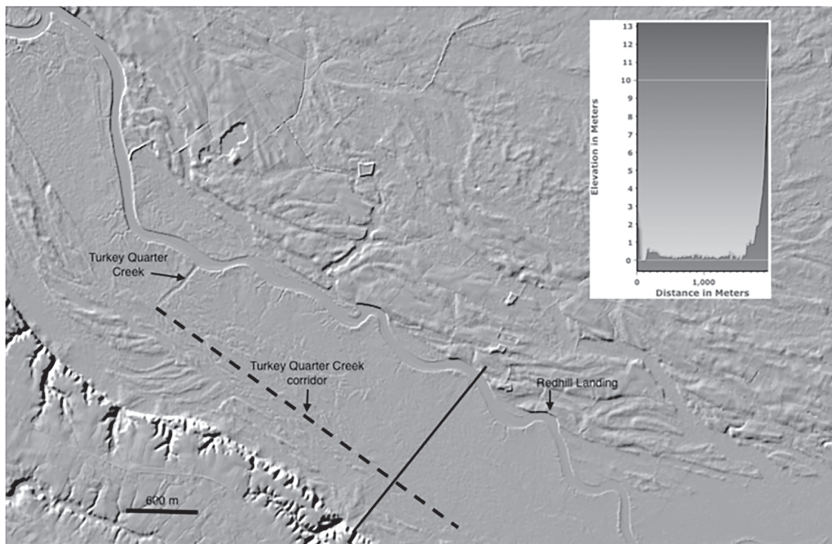 13
12
11
10
9
8
7
6
5
4
3
2
1
0
Elevation in Meters
0
1,000
Distance in Meters
Turkey Quarter
Creek
Turkey Quarter Creek
corridor
Redhill Landing
600 m